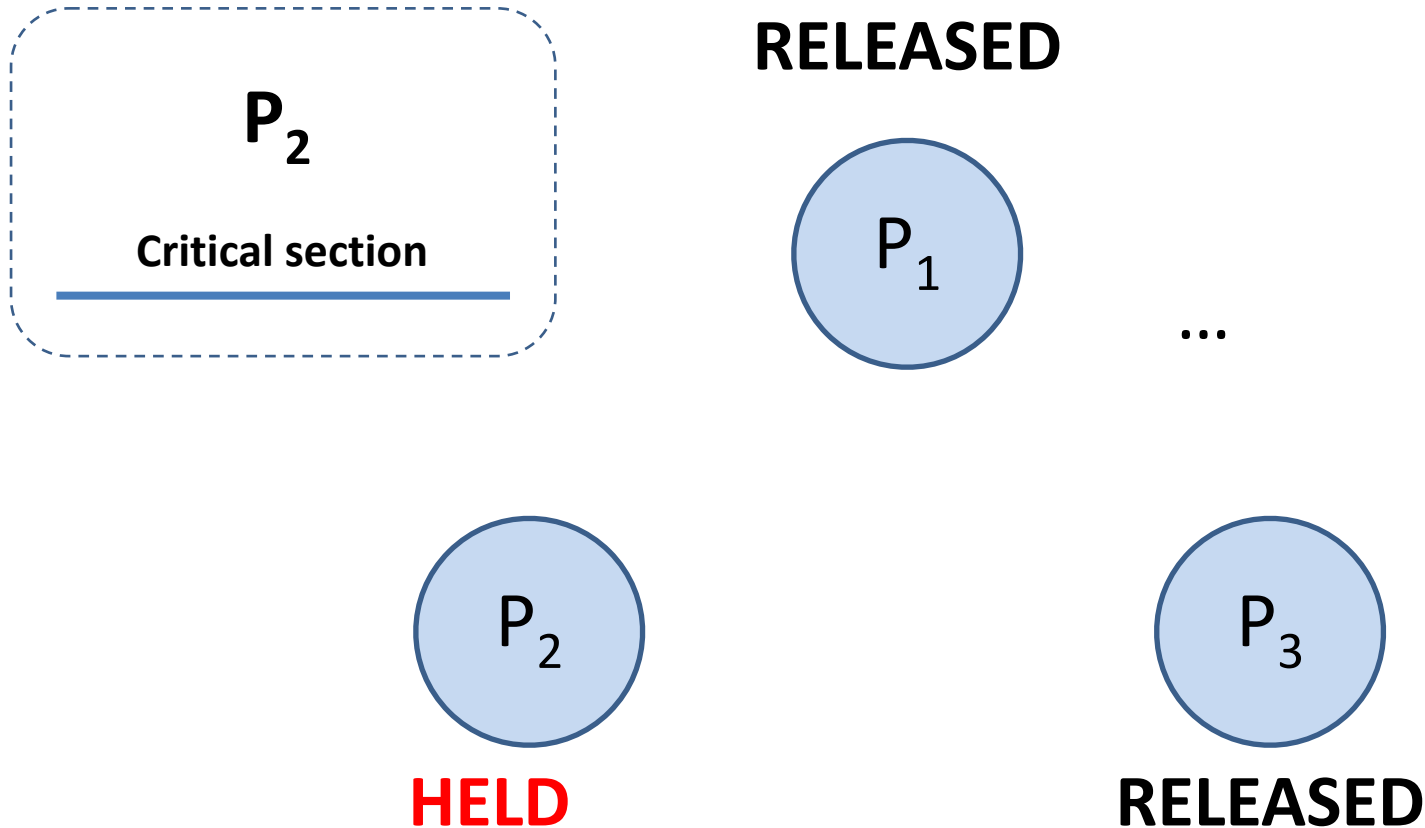 RELEASED
P2
Critical section
P1
...
P2
P3
HELD
RELEASED